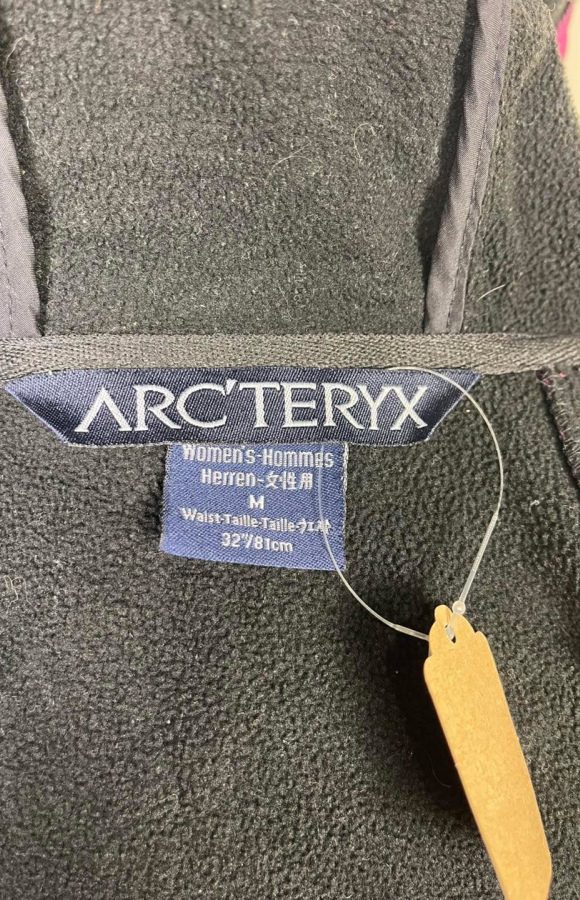 ARC'TERYX
Women's-Hommes
Herren-女性用
M
Waist-Taille-Taille-ウエスト
32"/81cm